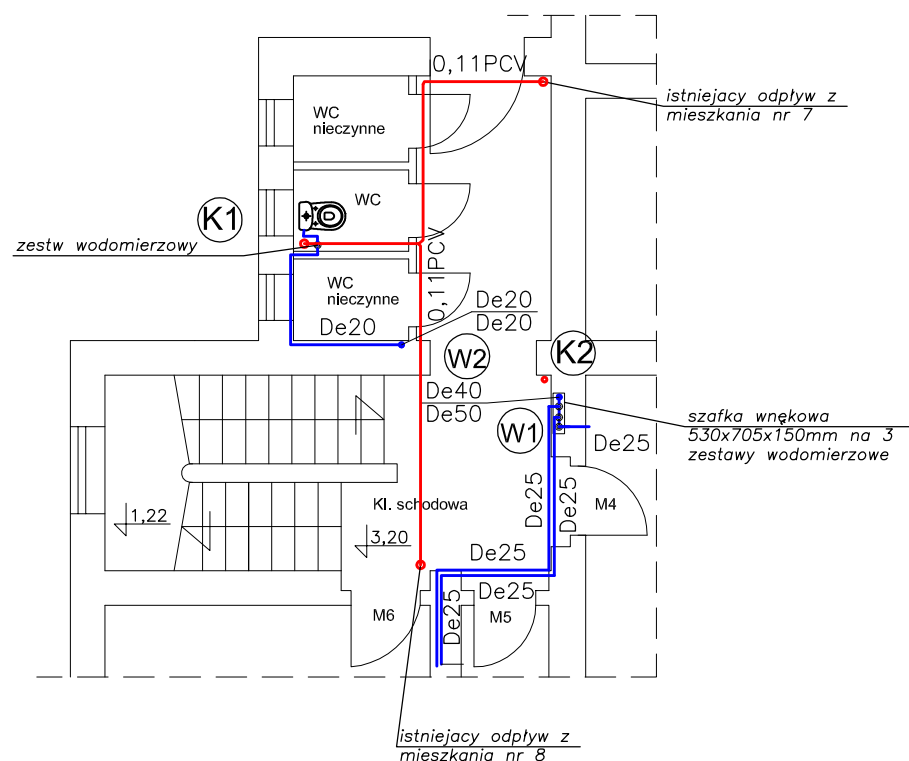 0,11PCV
istniejacy odpływ z
mieszkania nr 7
WC
nieczynne
WC
K1
zestw wodomierzowy
0,11PCV
WC
nieczynne
De20
De20
De20
W2
K2
De40
De50
W1
szafka wnękowa
530x705x150mm na 3
zestawy wodomierzowe
De25
De25
De25
M4
Kl. schodowa
1,22
3,20
De25
De25
De25
M6
M5
istniejacy odpływ z
mieszkania nr 8